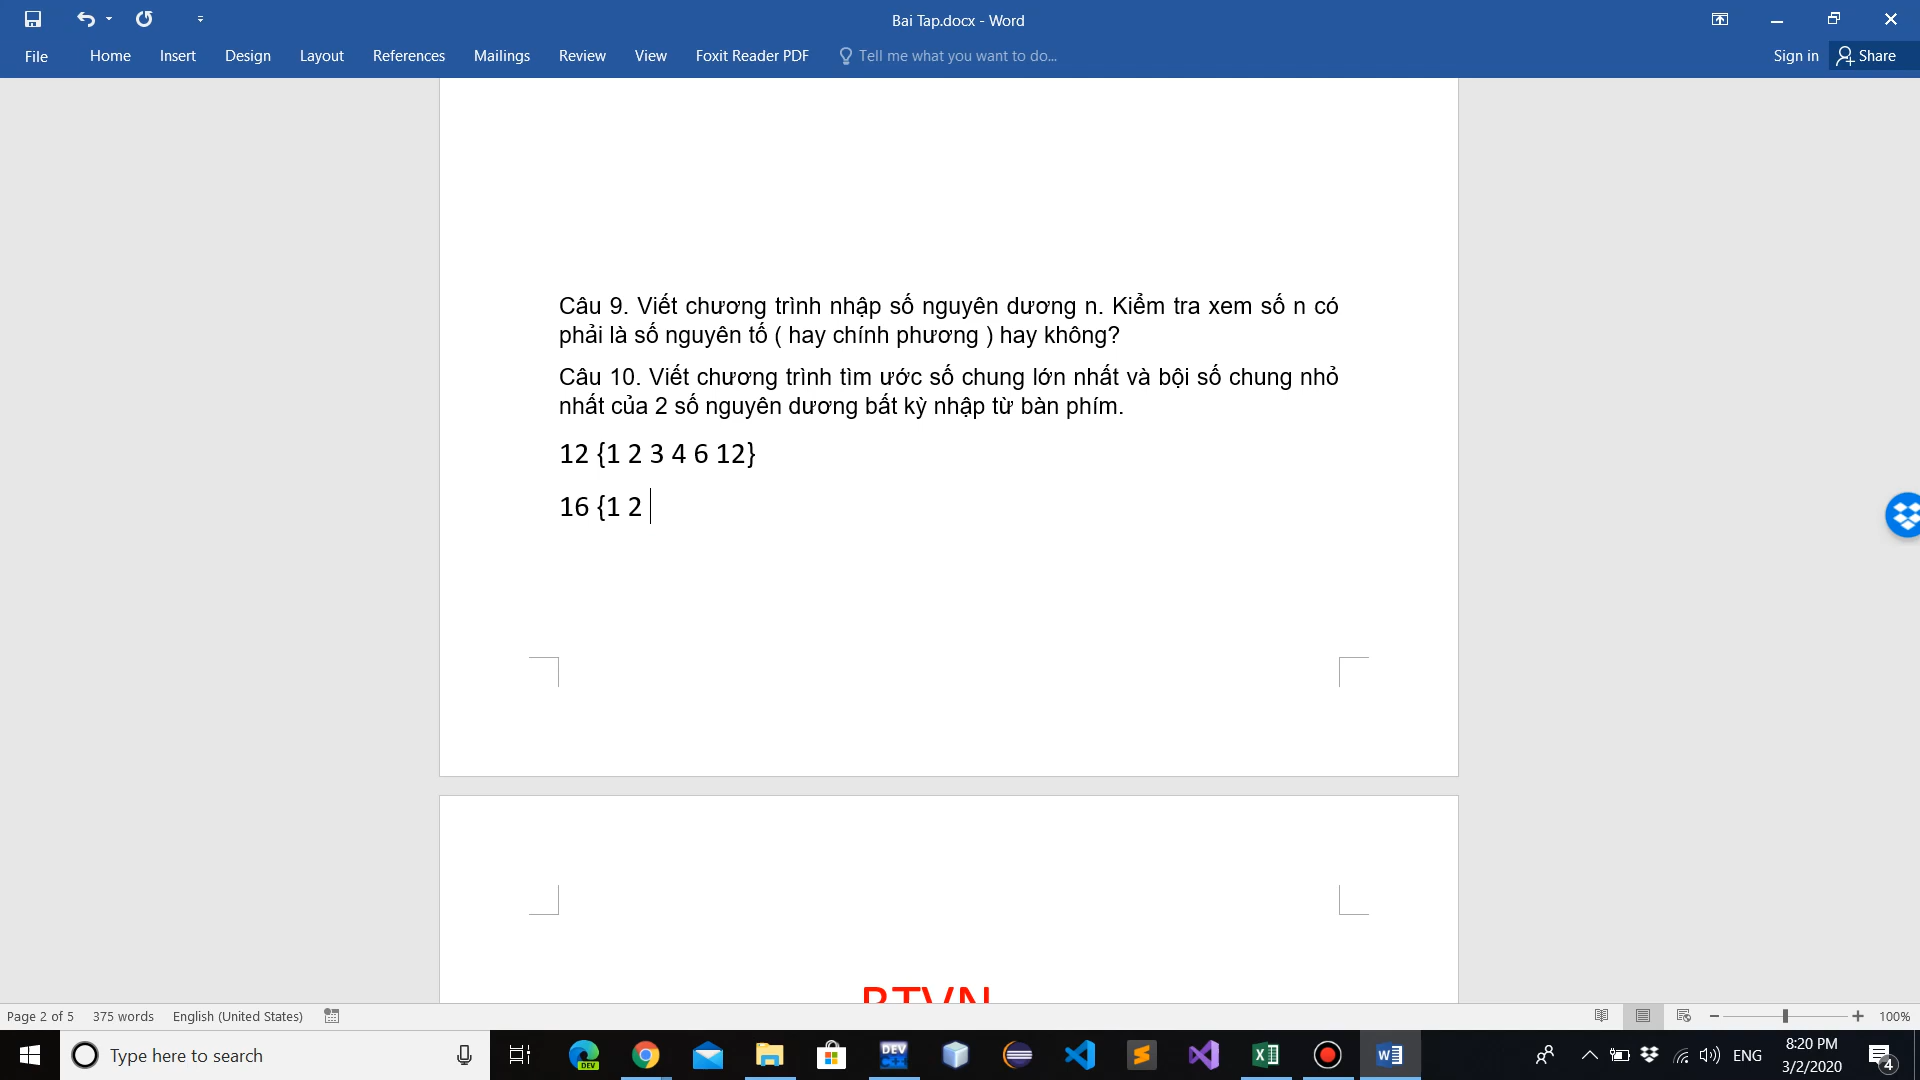 Bai Tap.docx - Word
File Home Insert Design Layout References Mailings Review View Foxit Reader PDF Tell me what you want to do... Sign in Share
Câu 9. Viết chương trình nhập số nguyên dương n. Kiểm tra xem số n có
phải là số nguyên tố ( hay chính phương ) hay không?
Câu 10. Viết chương trình tìm ước số chung lớn nhất và bội số chung nhỏ
nhất của 2 số nguyên dương bất kỳ nhập từ bàn phím.
12 {1 2 3 4 6 12}
16 {1 2
BTVN
Page 2 of 5 375 words English (United States) 100%
Type here to search DEV DEV C++ ENG 8:20 PM
3/2/2020 4